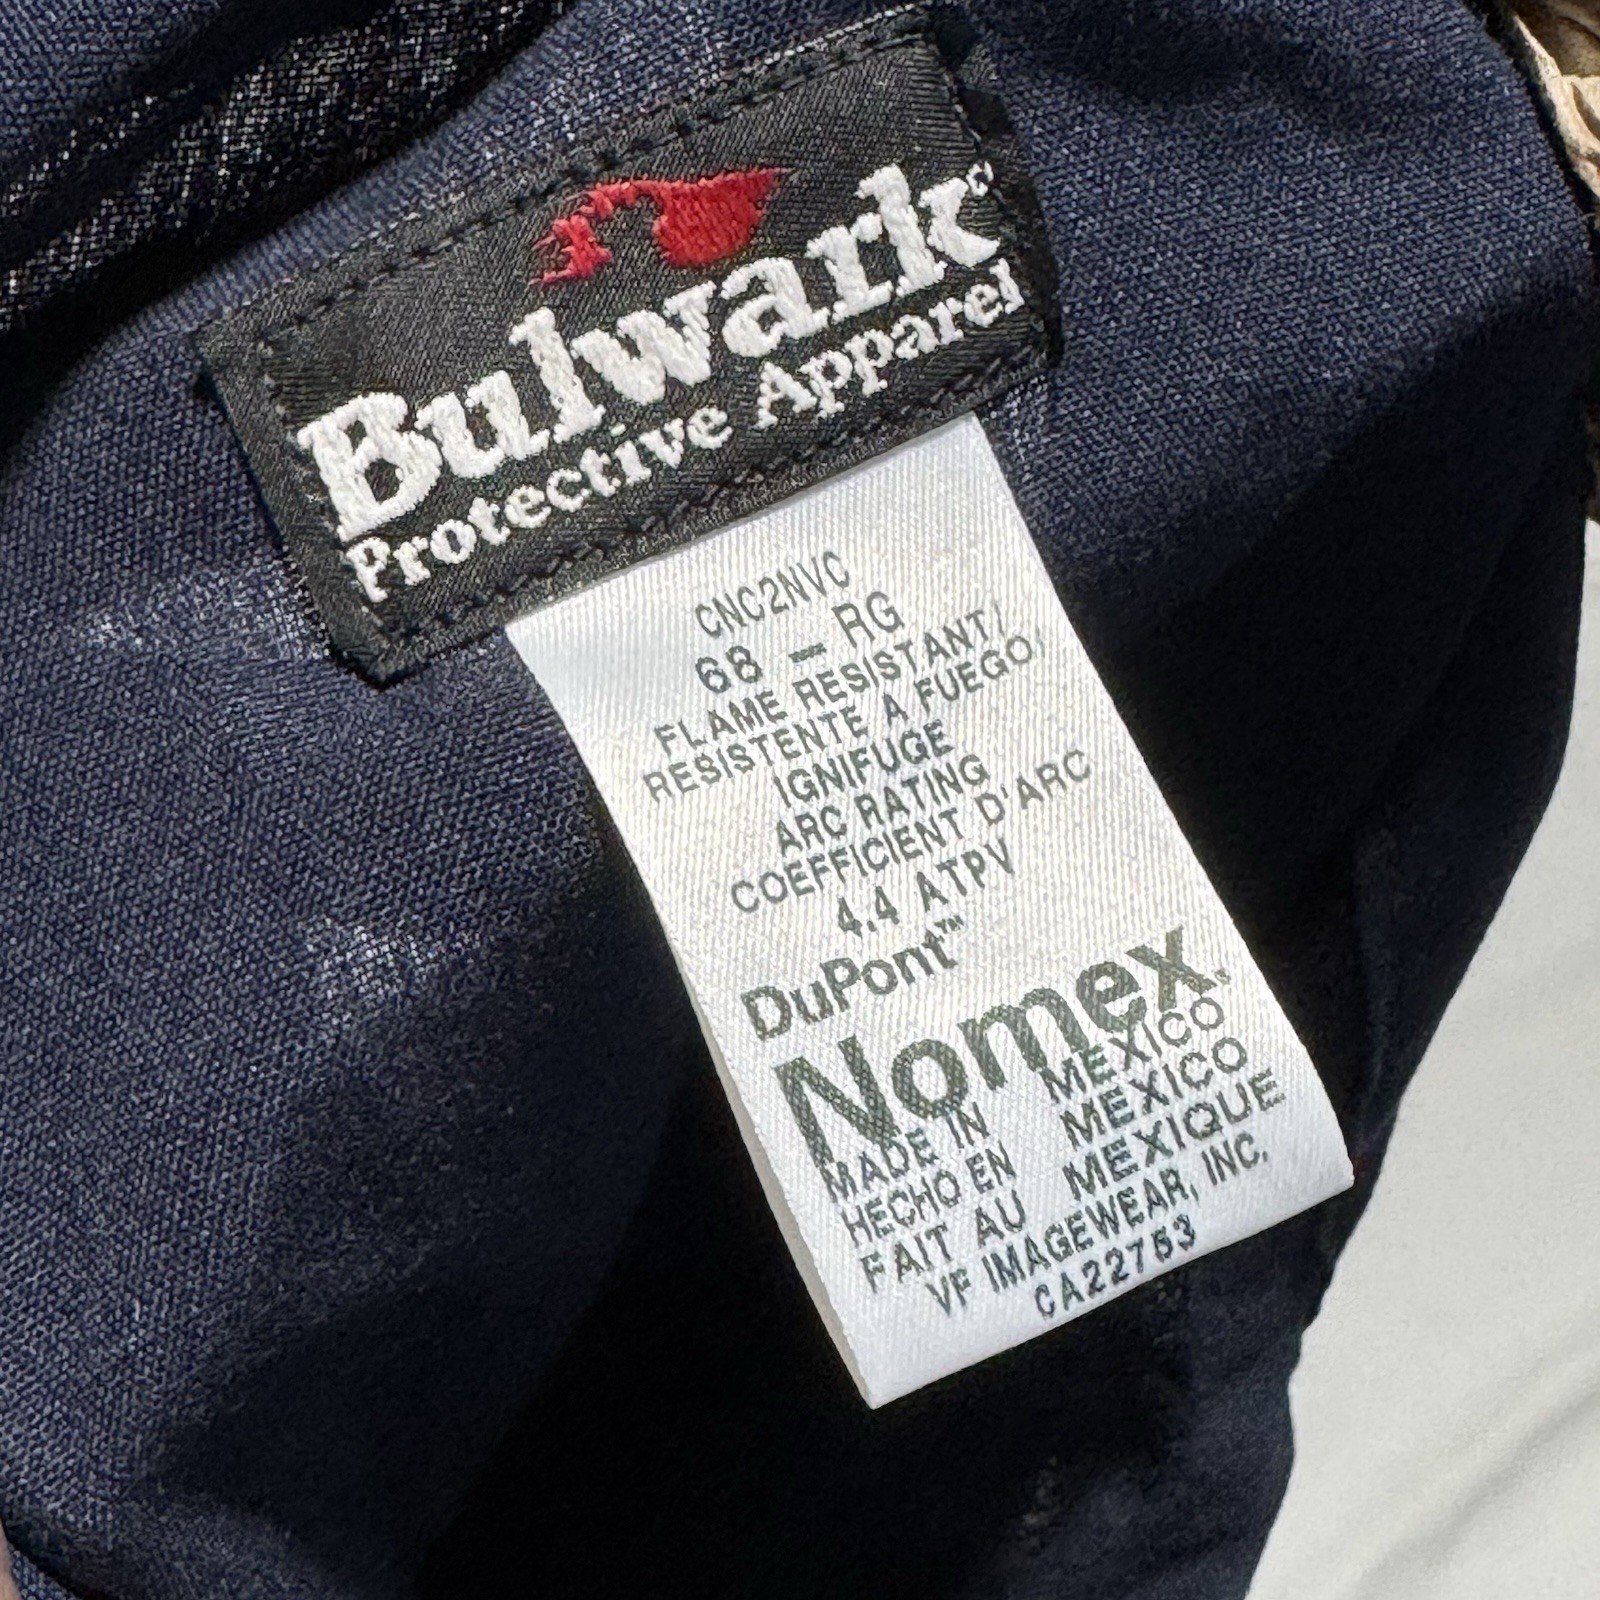 Bulwark®
Protective Apparel
CNC2NVC
68 - RG
FLAME RESISTANT/
RESISTENTE A FUEGO/
IGNIFUGE
ARC RATING
COEFFICIENT D'ARC
4.4 ATPV
DuPont™
Nomex®
MADE IN MEXICO
HECHO EN MEXICO
FAIT AU MEXIQUE
VF IMAGEWEAR, INC.
CA22753